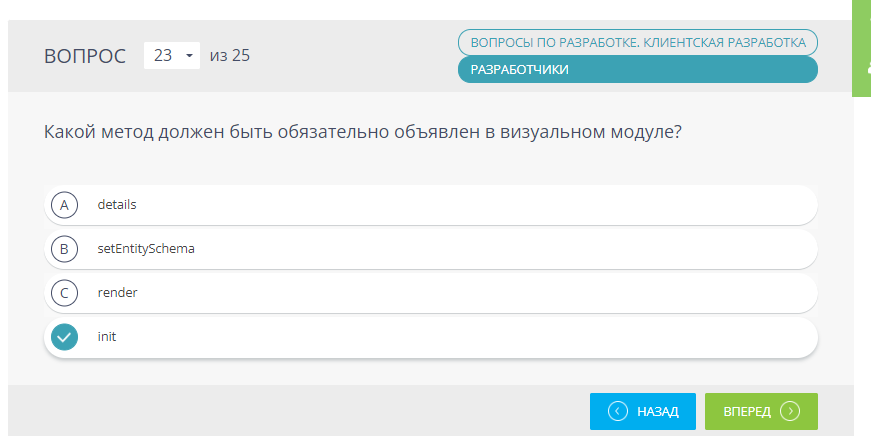 ВОПРОС 23 из 25
ВОПРОСЫ ПО РАЗРАБОТКЕ. КЛИЕНТСКАЯ РАЗРАБОТКА
РАЗРАБОТЧИКИ
Какой метод должен быть обязательно объявлен в визуальном модуле?
A details
B setEntitySchema
C render
init
НАЗАД ВПЕРЕД